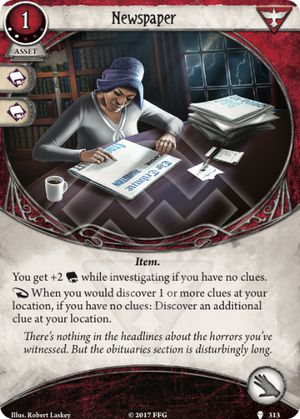 1
Newspaper
ASSET
The Tribune
Item.
You get +2 while investigating if you have no clues.
When you would discover 1 or more clues at your
location, if you have no clues: Discover an additional
clue at your location.
There's nothing in the headlines about the horrors you've
witnessed. But the obituaries section is disturbingly long.
Illus. Robert Laskey
© 2017 FFG
313